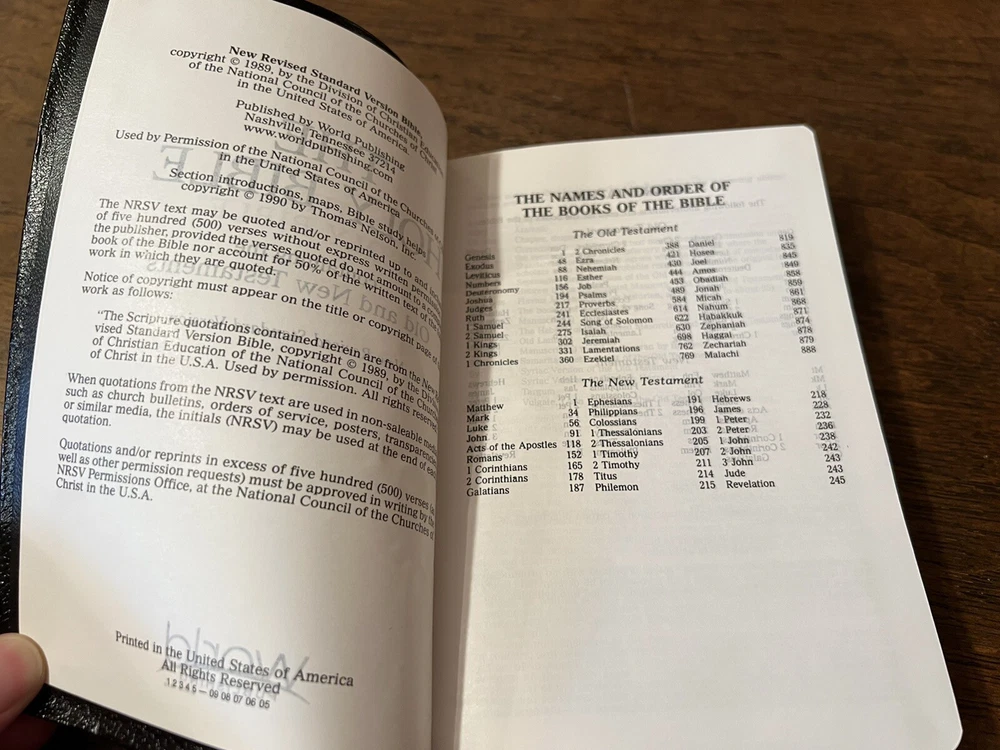 New Revised Standard Version Bible,
copyright © 1989, by the Division of Christian Educa
of the National Council of the Churches of Christ
in the United States of America.
Published by World Publishing
Nashville, Tennessee 37214
www.worldpublishing.com
Used by Permission of the National Council of the Churches
in the United States of America
Section introductions, maps, Bible study helps
copyright © 1990 by Thomas Nelson, Inc.
The NRSV text may be quoted and/or reprinted up to and inclu
of five hundred (500) verses without express written permis
the publisher, provided the verses quoted do not amount to a co
book of the Bible nor account for 50% of the written text of the
work in which they are quoted.
Notice of copyright must appear on the title or copyright page of
work as follows:
"The Scripture quotations contained herein are from the New
vised Standard Version Bible, copyright © 1989, by the Div
of Christian Education of the National Council of the Chur
of Christ in the U.S.A. Used by permission. All rights reserved
When quotations from the NRSV text are used in non-saleable med
such as church bulletins, orders of service, posters, transparencies
or similar media, the initials (NRSV) may be used at the end of eac
quotation.
Quotations and/or reprints in excess of five hundred (500) verses (a
well as other permission requests) must be approved in writing by th
NRSV Permissions Office, at the National Council of the Churches of
Christ in the U.S.A.
Printed in the United States of America
All Rights Reserved
1 2 3 4 5 — 09 08 07 06 05
THE NAMES AND ORDER OF
THE BOOKS OF THE BIBLE
The Old Testament
Genesis 1 2 Chronicles 388 Daniel 819
Exodus 48 Ezra 421 Hosea 835
Leviticus 88 Nehemiah 430 Joel 845
Numbers 116 Esther 444 Amos 849
Deuteronomy 156 Job 453 Obadiah 858
Joshua 194 Psalms 489 Jonah 859
Judges 217 Proverbs 584 Micah 861
Ruth 241 Ecclesiastes 614 Nahum 868
1 Samuel 244 Song of Solomon 622 Habakkuk 871
2 Samuel 275 Isaiah 630 Zephaniah 874
1 Kings 302 Jeremiah 698 Haggai 878
2 Kings 331 Lamentations 762 Zechariah 879
1 Chronicles 360 Ezekiel 769 Malachi 888
The New Testament
Matthew 1 Ephesians 191 Hebrews 218
Mark 34 Philippians 196 James 228
Luke 56 Colossians 199 1 Peter 232
John 91 1 Thessalonians 203 2 Peter 236
Acts of the Apostles 118 2 Thessalonians 205 1 John 238
Romans 152 1 Timothy 207 2 John 242
1 Corinthians 165 2 Timothy 211 3 John 243
2 Corinthians 178 Titus 214 Jude 243
Galatians 187 Philemon 215 Revelation 245